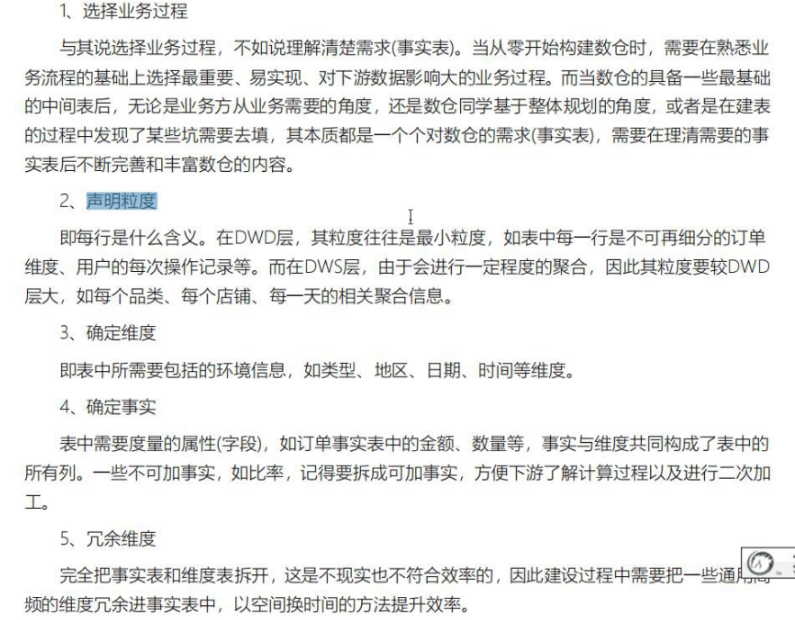 1、选择业务过程
与其说选择业务过程，不如说理解清楚需求(事实表)。当从零开始构建数仓时，需要在熟悉业
务流程的基础上选择最重要、易实现、对下游数据影响大的业务过程。而当数仓的具备一些最基础
的中间表后，无论是业务方从业务需要的角度，还是数仓同学基于整体规划的角度，或者是在建表
的过程中发现了某些坑需要去填，其本质都是一个个对数仓的需求(事实表)，需要在理清需要的事
实表后不断完善和丰富数仓的内容。
2、声明粒度
即每行是什么含义。在DWD层，其粒度往往是最小粒度，如表中每一行是不可再细分的订单
维度、用户的每次操作记录等。而在DWS层，由于会进行一定程度的聚合，因此其粒度要较DWD
层大，如每个品类、每个店铺、每一天的相关聚合信息。
3、确定维度
即表中所需要包括的环境信息，如类型、地区、日期、时间等维度。
4、确定事实
表中需要度量的属性(字段)，如订单事实表中的金额、数量等，事实与维度共同构成了表中的
所有列。一些不可加事实，如比率，记得要拆成可加事实，方便下游了解计算过程以及进行二次加
工。
5、冗余维度
完全把事实表和维度表拆开，这是不现实也不符合效率的，因此建设过程中需要把一些通用高
频的维度冗余进事实表中，以空间换时间的方法提升效率。